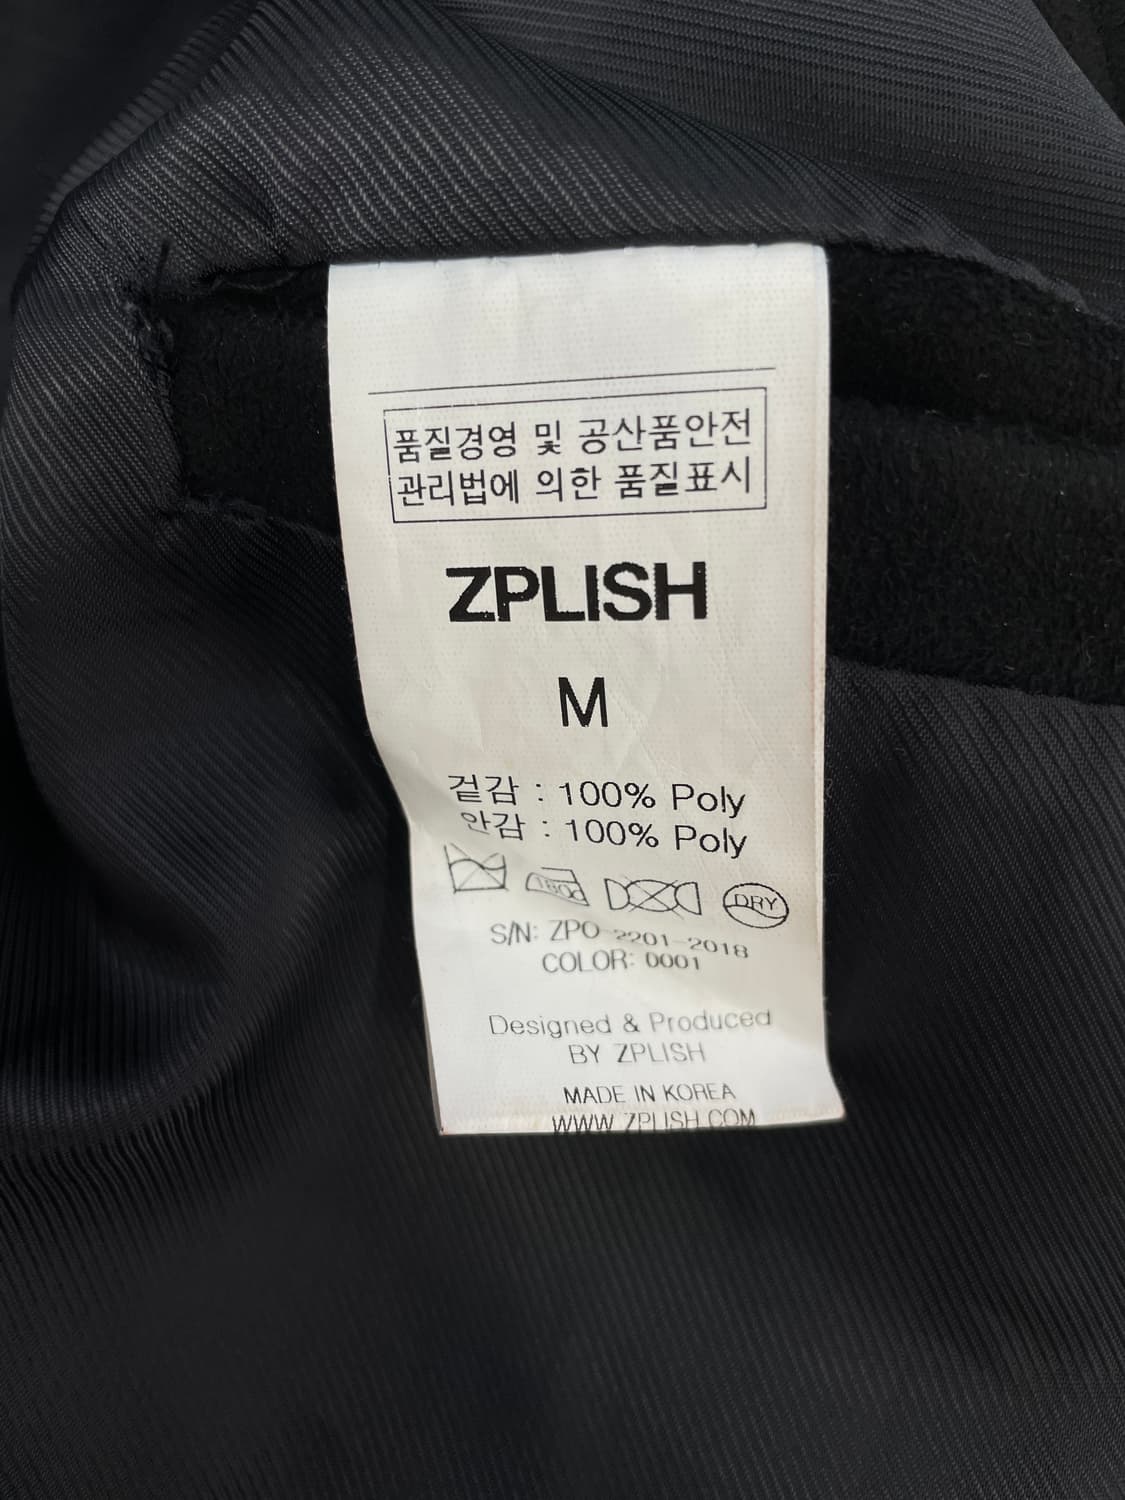 품질경영 및 공산품안전
관리법에 의한 품질표시
ZPLISH
M
겉감 : 100% Poly
안감 : 100% Poly
180℃
DRY
S/N: ZPO-2201-2018
COLOR: 0001
Designed & Produced
BY ZPLISH
MADE IN KOREA
WWW.ZPLISH.COM